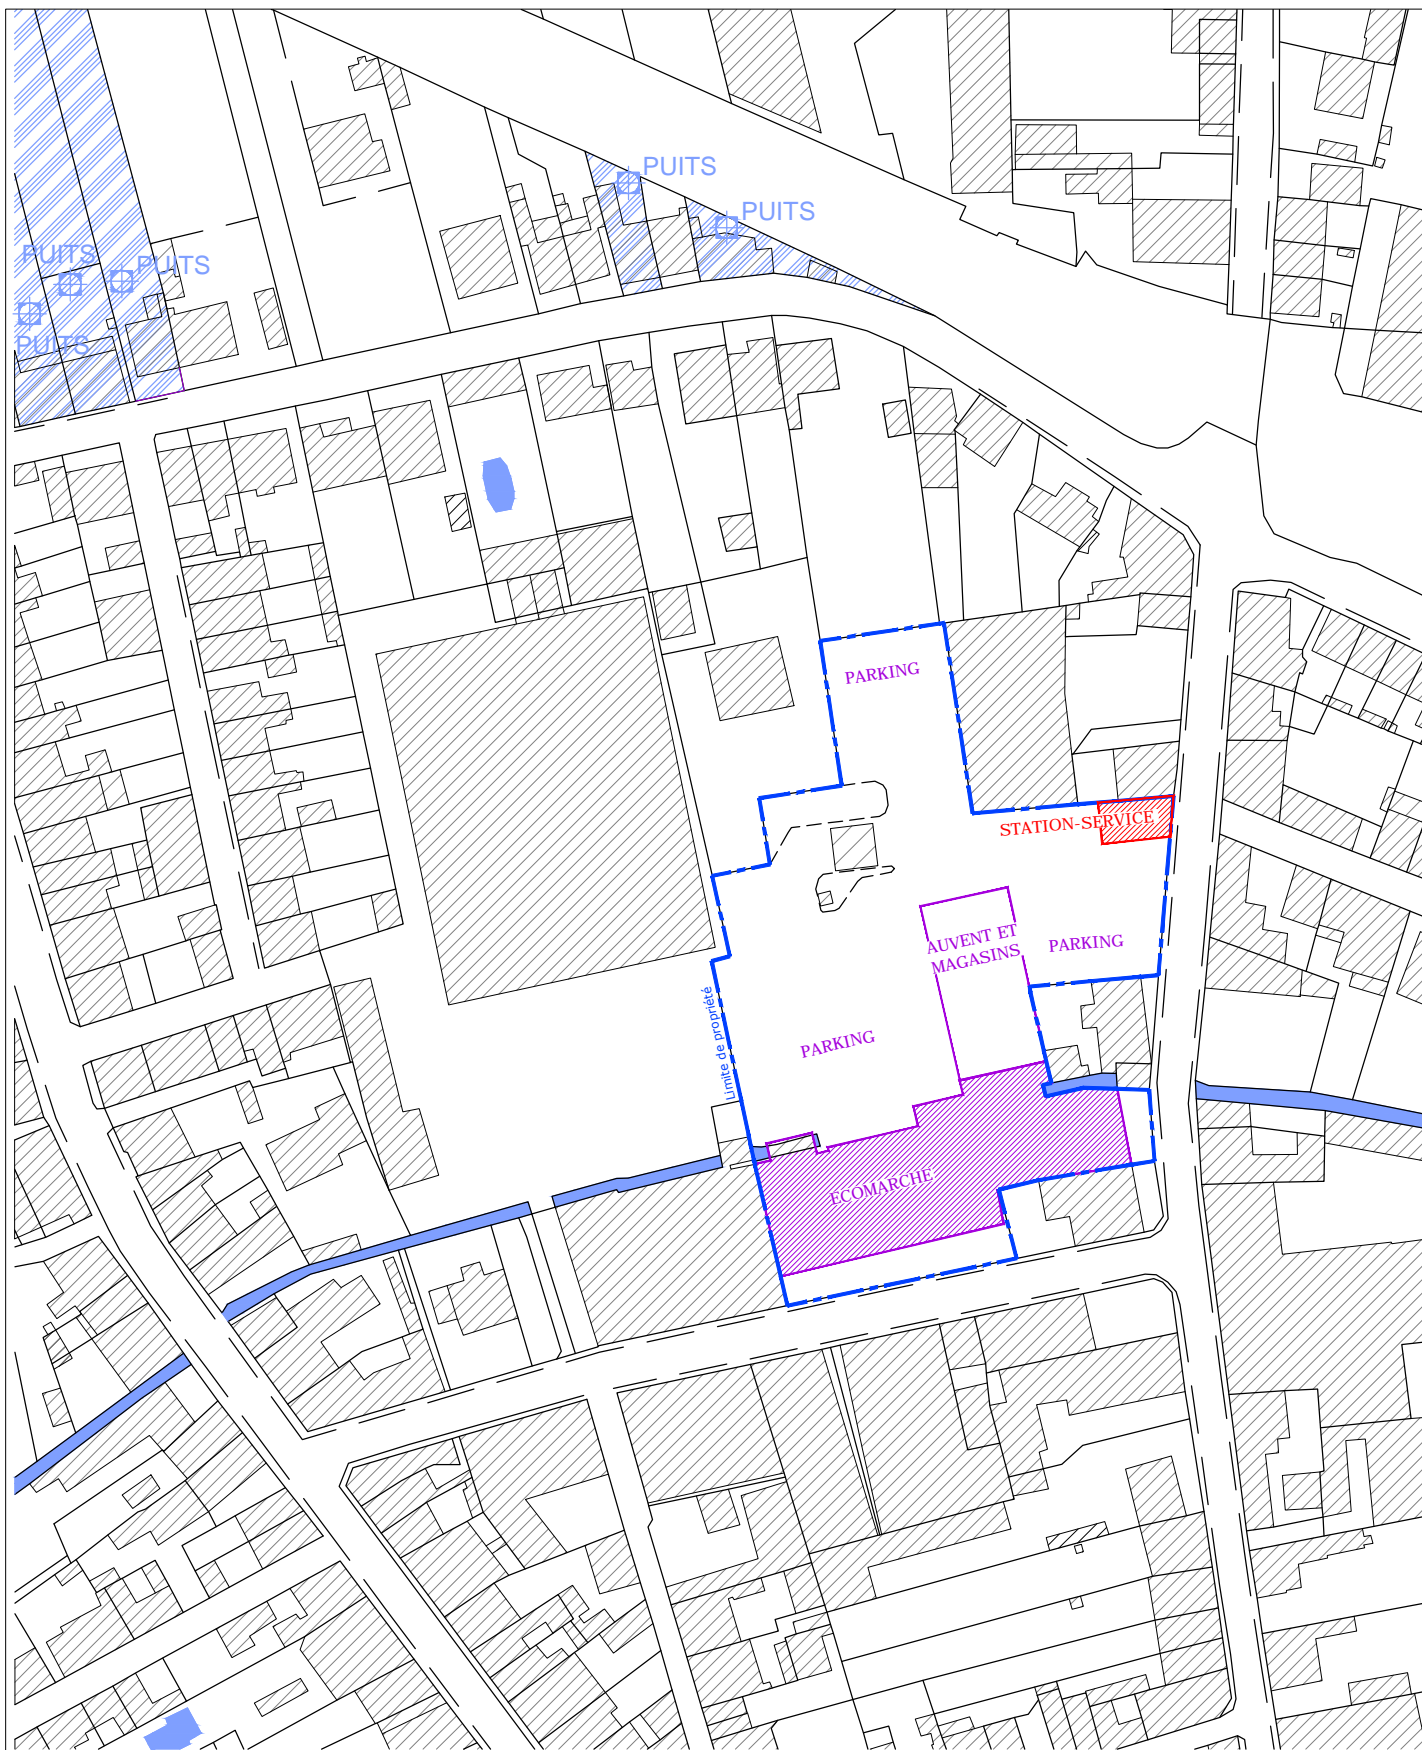 PUITS
PUITS
PUITS
PUITS
PUITS
PARKING
STATION-SERVICE
AUVENT ET
MAGASINS
PARKING
Limite de propriété
PARKING
ECOMARCHE